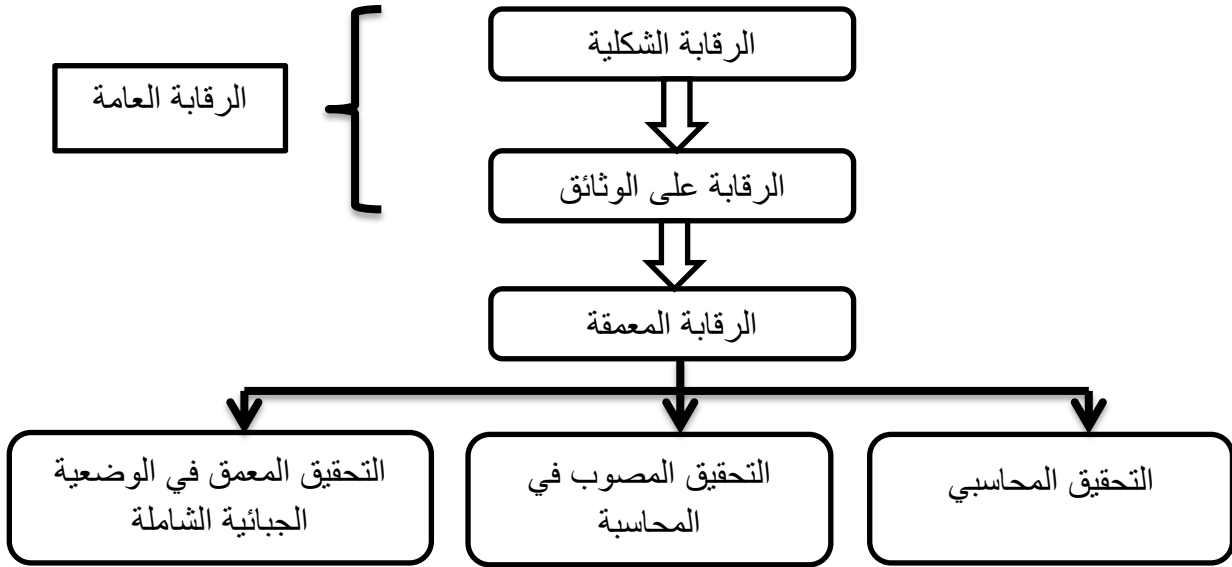 الرقابة الشكلية
الرقابة العامة
الرقابة على الوثائق
الرقابة المعمقة
التحقيق المحاسبي
التحقيق المصوب في
المحاسبة
التحقيق المعمق في الوضعية
الجبائية الشاملة